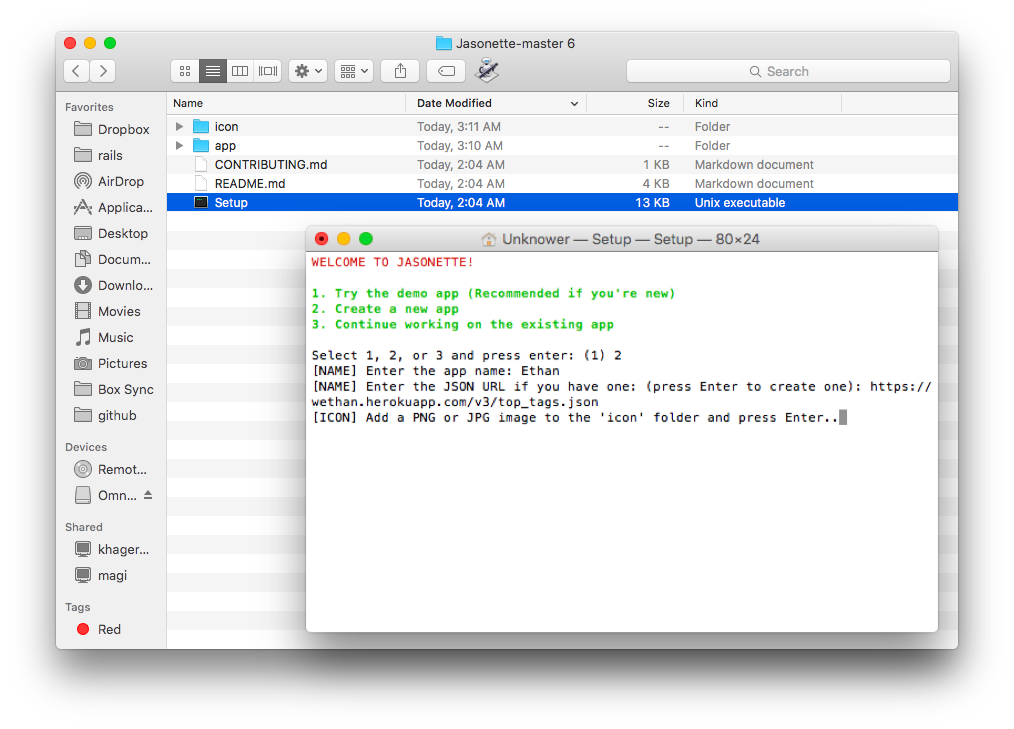 Jasonette-master 6
Search
Favorites
Dropbox
rails
AirDrop
Applica...
Desktop
Docum...
Downlo...
Movies
Music
Pictures
Box Sync
github
Devices
Remot...
Omn...
Shared
khager...
magi
Tags
Red
Name Date Modified Size Kind
icon Today, 3:11 AM -- Folder
app Today, 3:10 AM -- Folder
CONTRIBUTING.md Today, 2:04 AM 1 KB Markdown document
README.md Today, 2:04 AM 4 KB Markdown document
Setup Today, 2:04 AM 13 KB Unix executable
Unknower — Setup — Setup — 80×24
WELCOME TO JASONETTE!
1. Try the demo app (Recommended if you're new)
2. Create a new app
3. Continue working on the existing app
Select 1, 2, or 3 and press enter: (1) 2
[NAME] Enter the app name: Ethan
[NAME] Enter the JSON URL if you have one: (press Enter to create one): https://
wethan.herokuapp.com/v3/top_tags.json
[ICON] Add a PNG or JPG image to the 'icon' folder and press Enter..